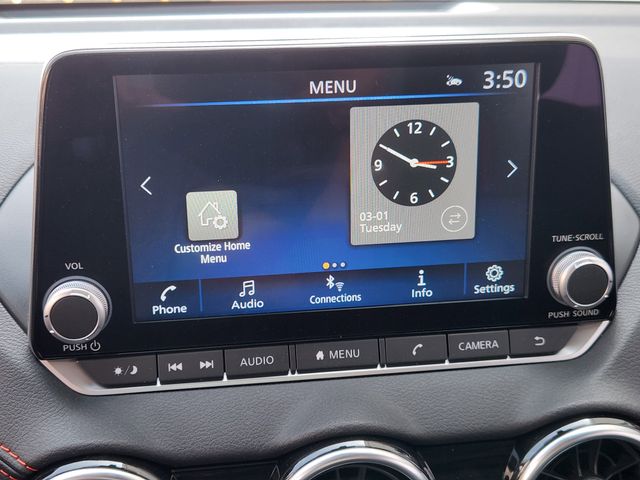 MENU
3:50
12
9
3
6
03-01
Tuesday
Customize Home
Menu
Phone
Audio
Connections
Info
Settings
VOL
PUSH
TUNE·SCROLL
PUSH SOUND
AUDIO
MENU
CAMERA